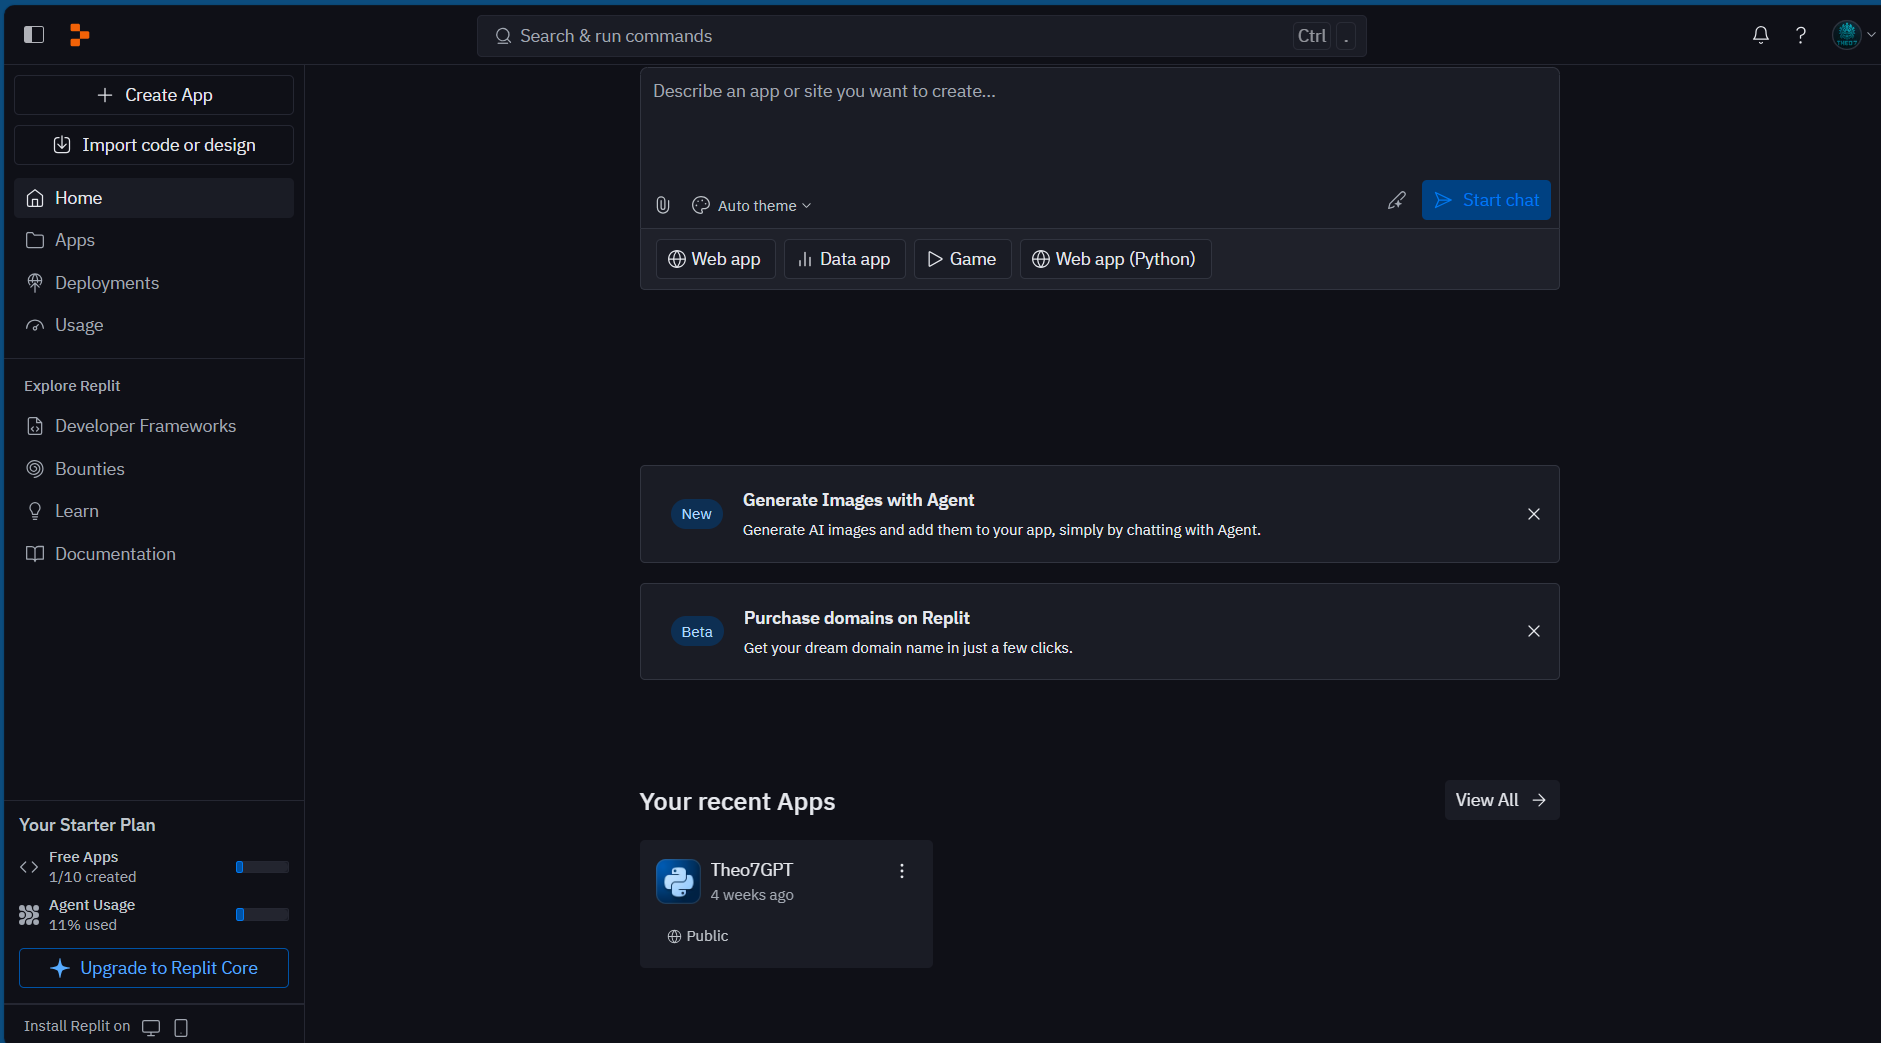 Search & run commands
Ctrl .
Create App
Import code or design
Home
Apps
Deployments
Usage
Explore Replit
Developer Frameworks
Bounties
Learn
Documentation
Your Starter Plan
Free Apps
1/10 created
Agent Usage
11% used
Upgrade to Replit Core
Install Replit on
Describe an app or site you want to create...
Auto theme
Start chat
Web app
Data app
Game
Web app (Python)
New
Generate Images with Agent
Generate AI images and add them to your app, simply by chatting with Agent.
Beta
Purchase domains on Replit
Get your dream domain name in just a few clicks.
Your recent Apps
View All
Theo7GPT
4 weeks ago
Public